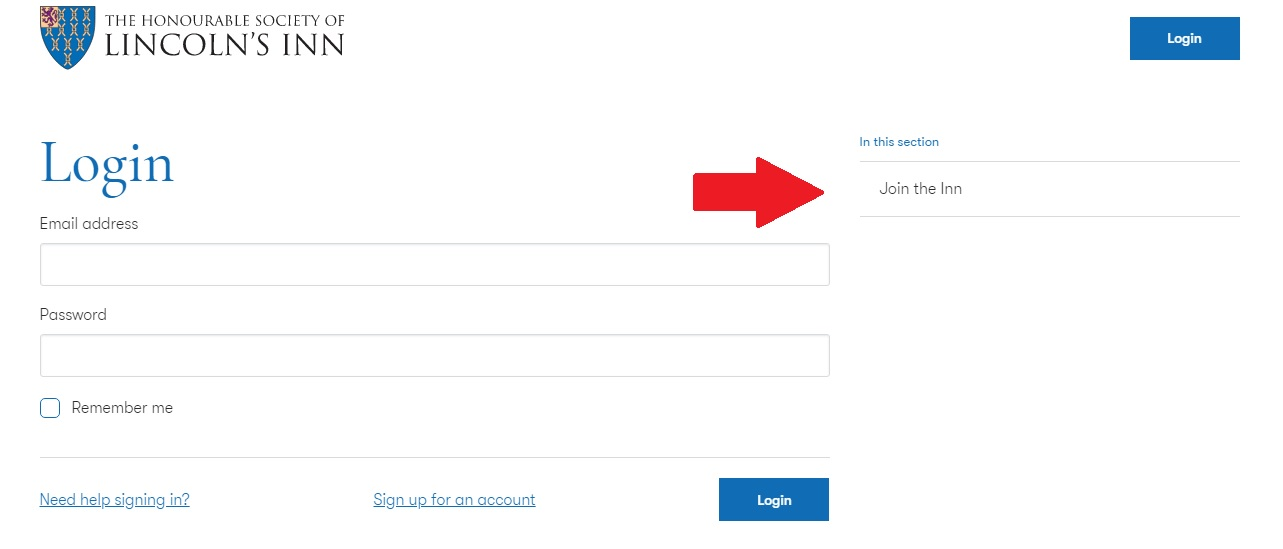 THE HONOURABLE SOCIETY OF
LINCOLN'S INN
Login
Login
In this section
Join the Inn
Email address
Password
Remember me
Need help signing in?
Sign up for an account
Login